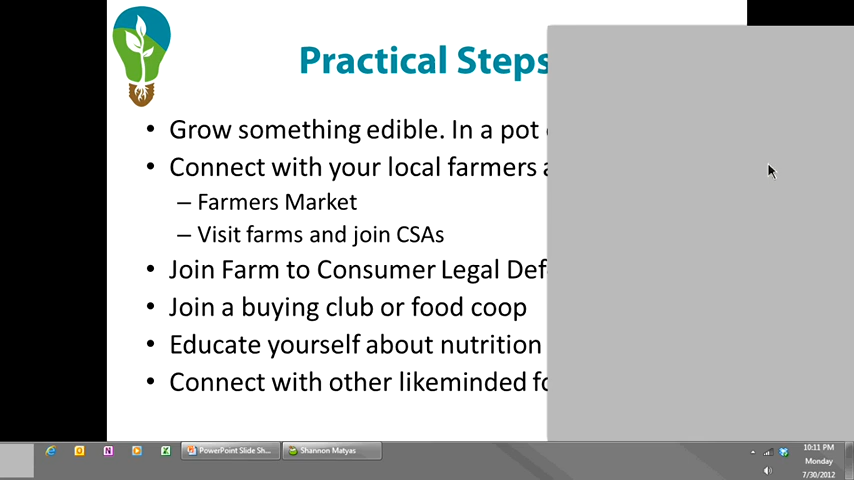 Practical Steps
• Grow something edible. In a pot
• Connect with your local farmers
– Farmers Market
– Visit farms and join CSAs
• Join Farm to Consumer Legal
• Join a buying club or food coop
• Educate yourself about nutrition
• Connect with other likeminded
PowerPoint Slide Sh...
Shannon Matyas
10:11 PM
Monday
7/30/2012